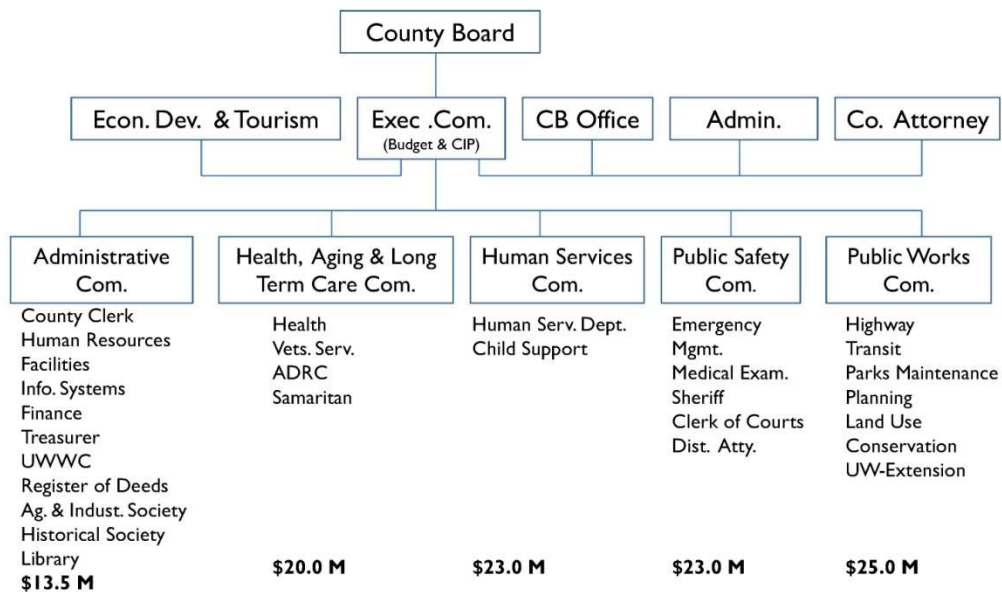 County Board
Econ. Dev. & Tourism
Exec .Com.
(Budget & CIP)
CB Office
Admin.
Co. Attorney
Administrative
Com.
County Clerk
Human Resources
Facilities
Info. Systems
Finance
Treasurer
UWWC
Register of Deeds
Ag. & Indust. Society
Historical Society
Library
$13.5 M
Health, Aging & Long
Term Care Com.
Health
Vets. Serv.
ADRC
Samaritan
$20.0 M
Human Services
Com.
Human Serv. Dept.
Child Support
$23.0 M
Public Safety
Com.
Emergency
Mgmt.
Medical Exam.
Sheriff
Clerk of Courts
Dist. Atty.
$23.0 M
Public Works
Com.
Highway
Transit
Parks Maintenance
Planning
Land Use
Conservation
UW-Extension
$25.0 M